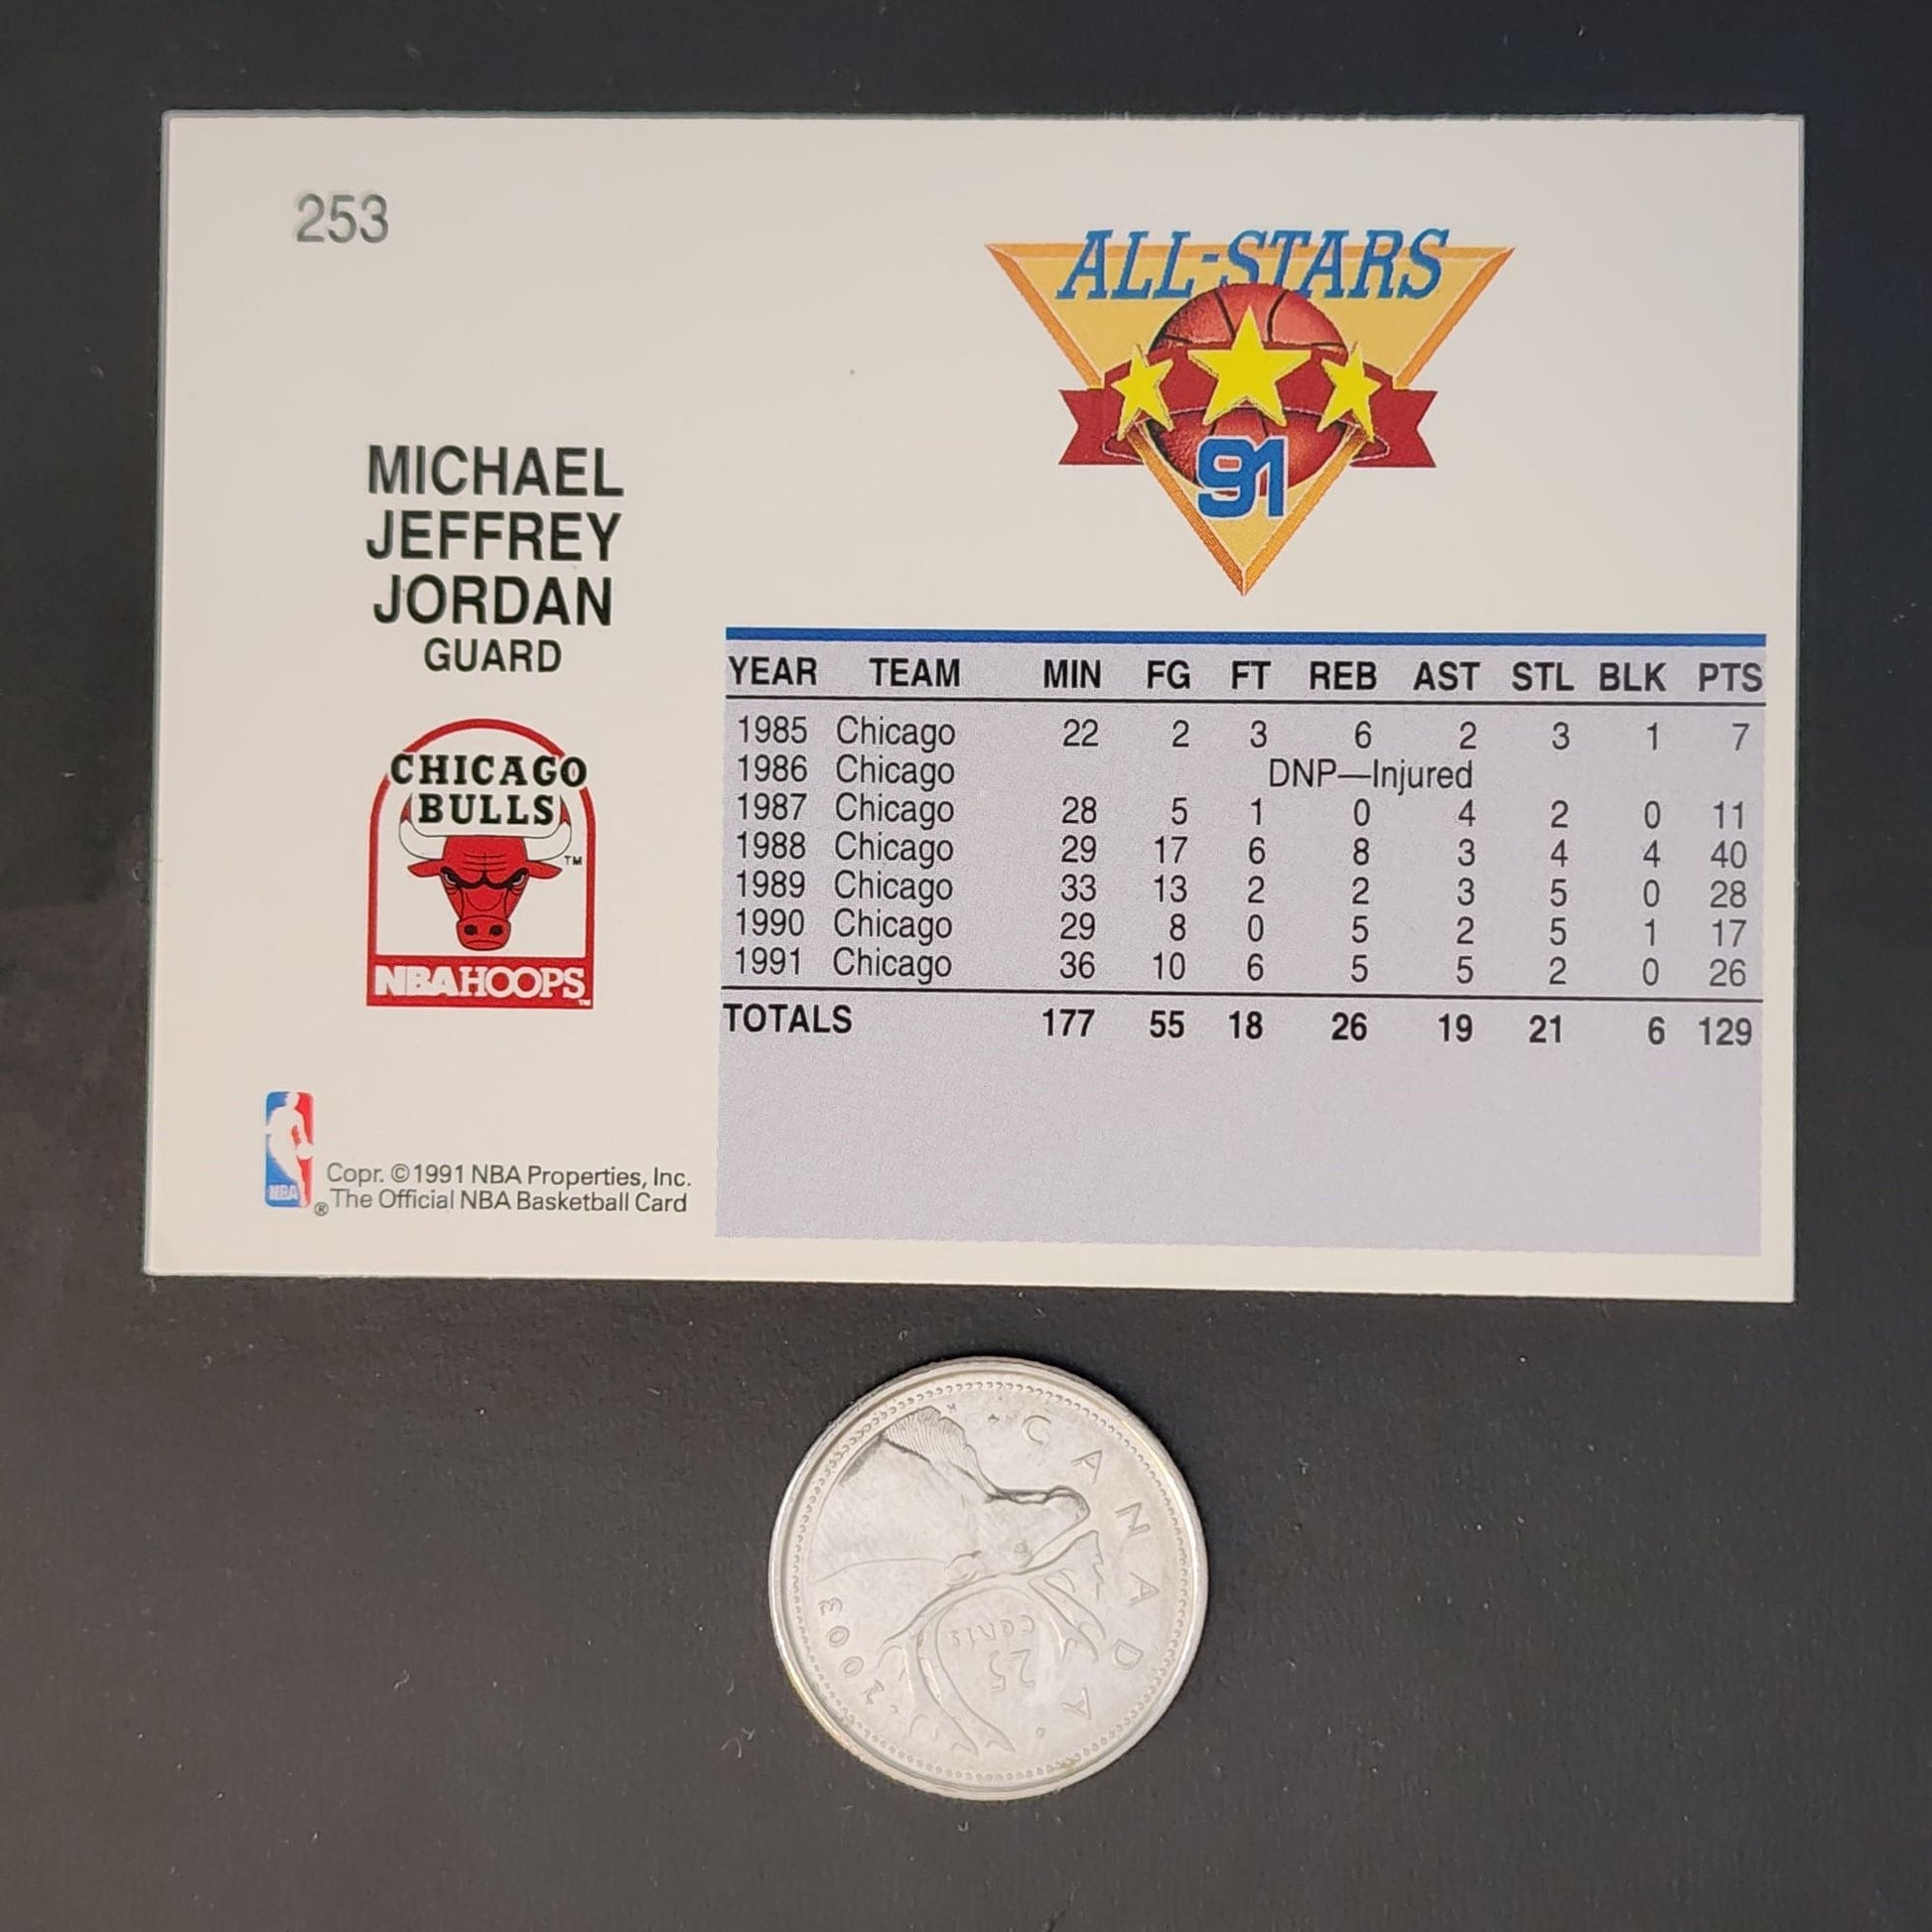 253
ALL-STARS
91
MICHAEL
JEFFREY
JORDAN
GUARD
CHICAGO
BULLS
TM
NBA HOOPS
TM
YEAR TEAM MIN FG FT REB AST STL BLK PTS
1985 Chicago 22 2 3 6 2 3 1 7
1986 Chicago DNP—Injured
1987 Chicago 28 5 1 0 4 2 0 11
1988 Chicago 29 17 6 8 3 4 4 40
1989 Chicago 33 13 2 2 3 5 0 28
1990 Chicago 29 8 0 5 2 5 1 17
1991 Chicago 36 10 6 5 5 2 0 26
TOTALS 177 55 18 26 19 21 6 129
NBA
®
Copr. ©1991 NBA Properties, Inc.
The Official NBA Basketball Card
CANADA
25
cents
2003